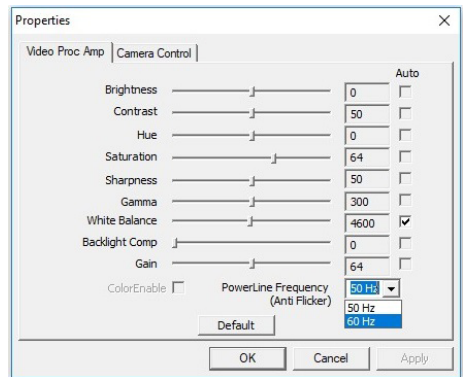 Properties
Video Proc Amp Camera Control
Auto
Brightness 0
Contrast 50
Hue 0
Saturation 64
Sharpness 50
Gamma 300
White Balance 4600
Backlight Comp 0
Gain 64
ColorEnable PowerLine Frequency 50 Hz
(Anti Flicker)
50 Hz
60 Hz
Default
OK Cancel Apply